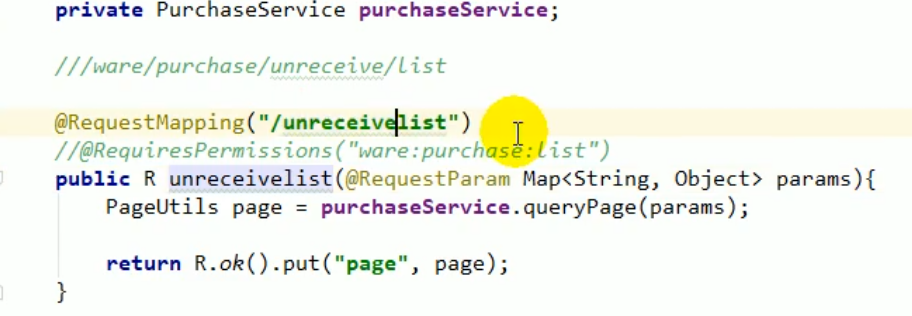 private PurchaseService purchaseService;
///ware/purchase/unreceive/list
@RequestMapping("/unreceivelist")
//@RequiresPermissions("ware:purchase:list")
public R unreceivelist(@RequestParam Map<String, Object> params){
PageUtils page = purchaseService.queryPage(params);
return R.ok().put("page", page);
}